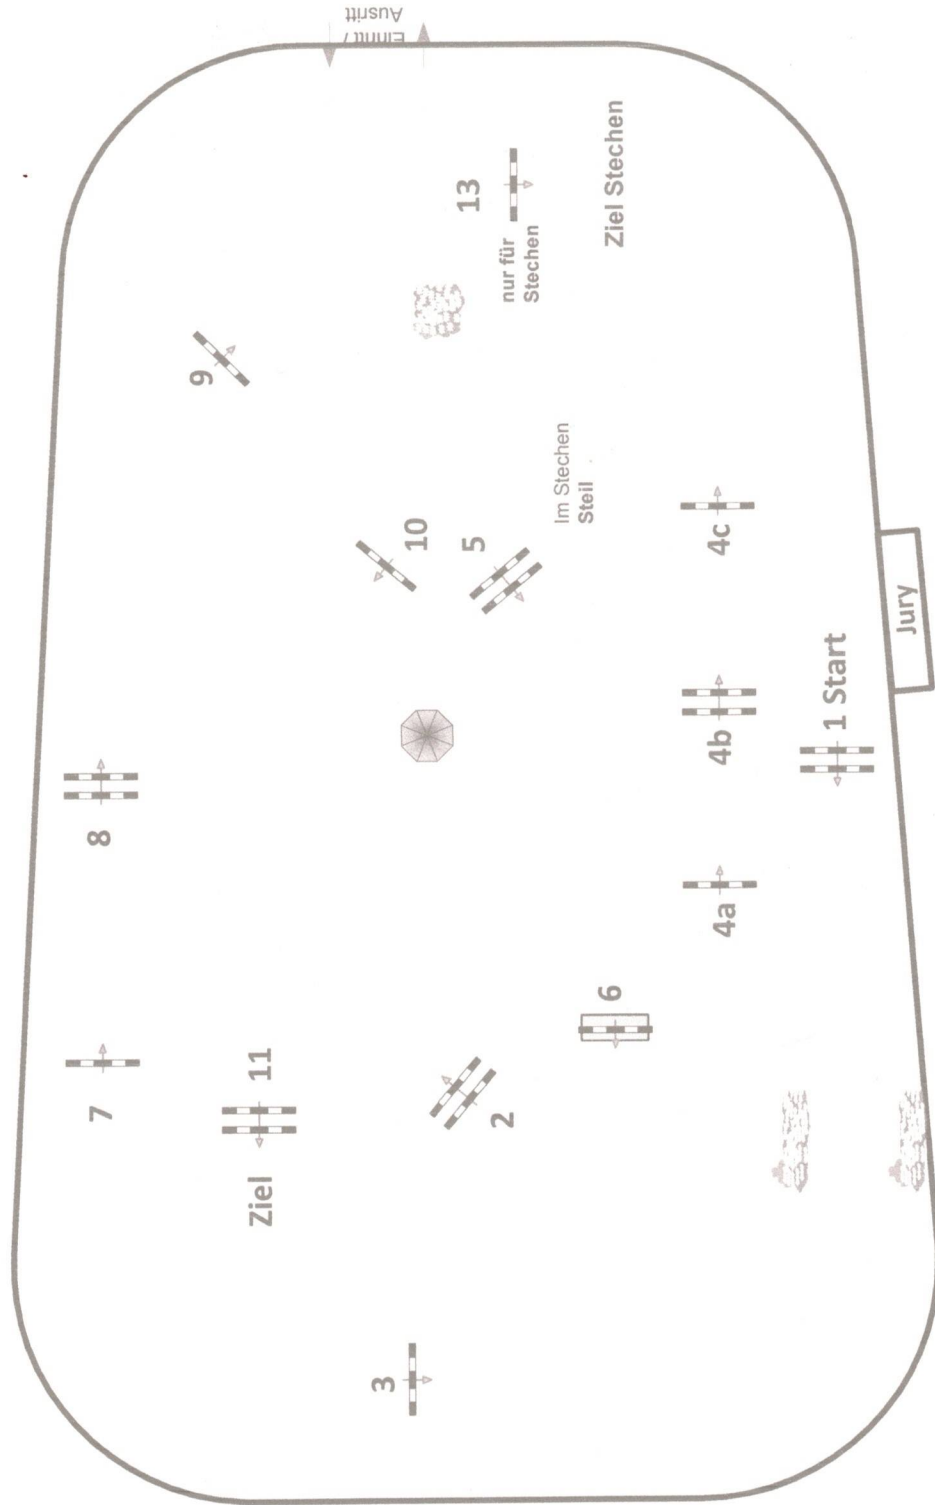 Einritt /
Ausritt
13
nur für
Stechen
Ziel Stechen
9
10
5
Im Stechen
Steil
4c
8
4b
1 Start
Jury
4a
6
7
11
Ziel
2
3